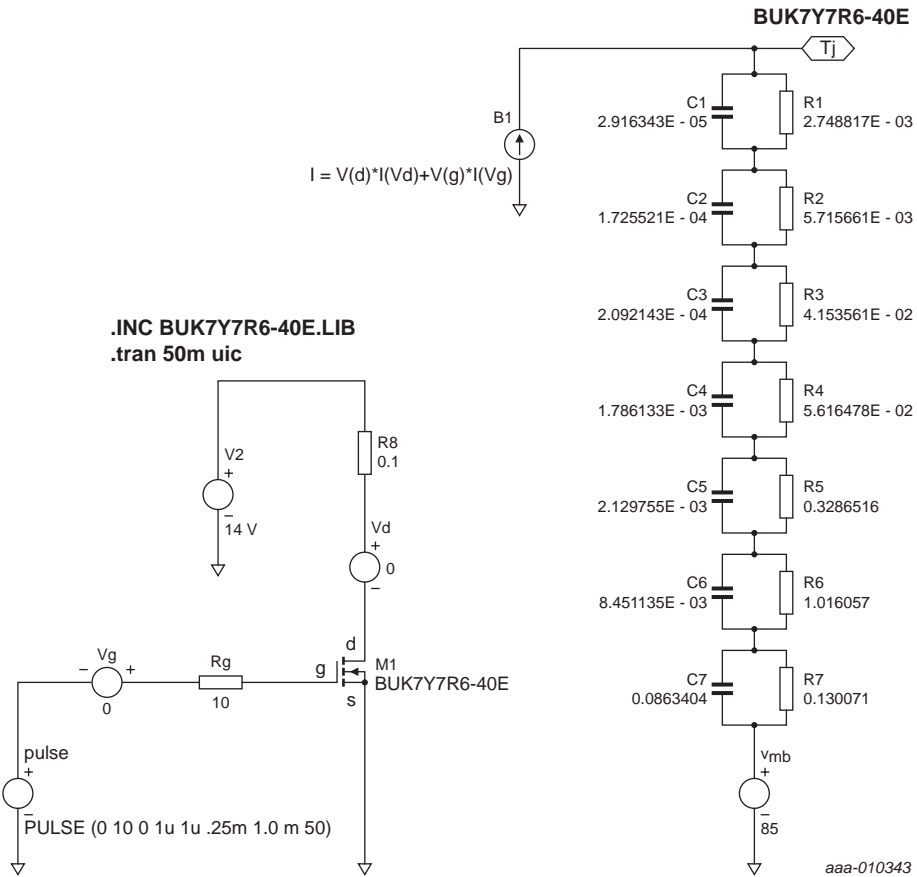 BUK7Y7R6-40E
Tj
B1
I = V(d)*I(Vd)+V(g)*I(Vg)
C1
2.916343E - 05
R1
2.748817E - 03
C2
1.725521E - 04
R2
5.715661E - 03
C3
2.092143E - 04
R3
4.153561E - 02
C4
1.786133E - 03
R4
5.616478E - 02
C5
2.129755E - 03
R5
0.3286516
C6
8.451135E - 03
R6
1.016057
C7
0.0863404
R7
0.130071
vmb
+
–
85
.INC BUK7Y7R6-40E.LIB
.tran 50m uic
V2
+
–
14 V
R8
0.1
Vd
+
0
–
d
g
s
M1
BUK7Y7R6-40E
Vg
–
+
0
Rg
10
pulse
+
–
PULSE (0 10 0 1u 1u .25m 1.0 m 50)
aaa-010343